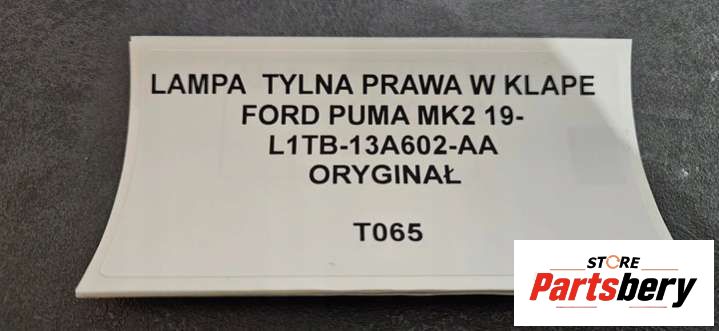 LAMPA TYLNA PRAWA W KLAPE
FORD PUMA MK2 19-
L1TB-13A602-AA
ORYGINAŁ
T065
STORE
Partsbery